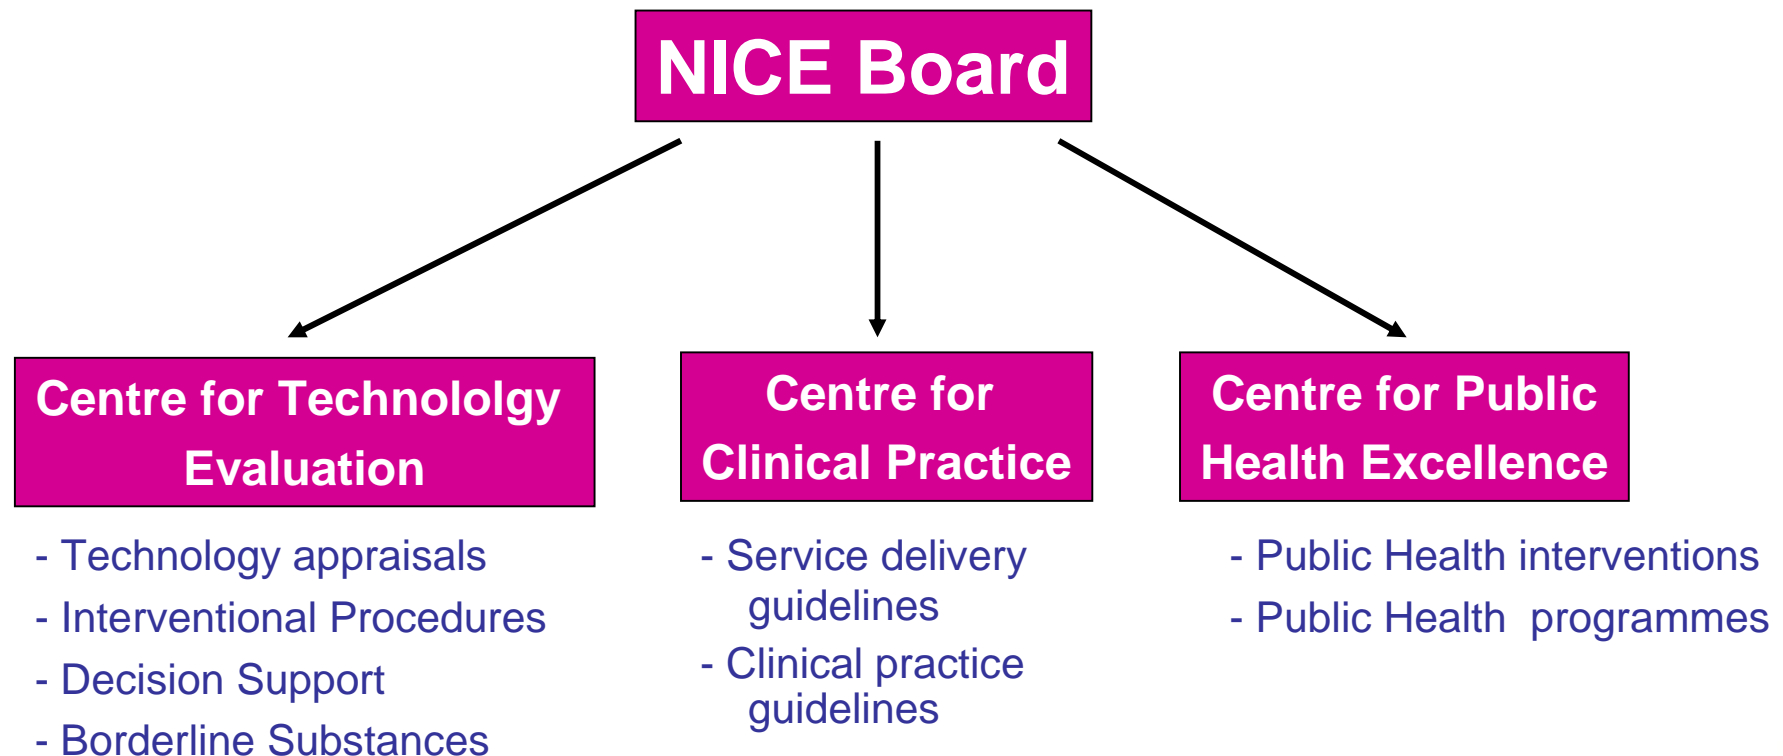 NICE Board
Centre for Technololgy
Evaluation
- Technology appraisals
- Interventional Procedures
- Decision Support
- Borderline Substances
Centre for
Clinical Practice
- Service delivery
guidelines
- Clinical practice
guidelines
Centre for Public
Health Excellence
- Public Health interventions
- Public Health  programmes